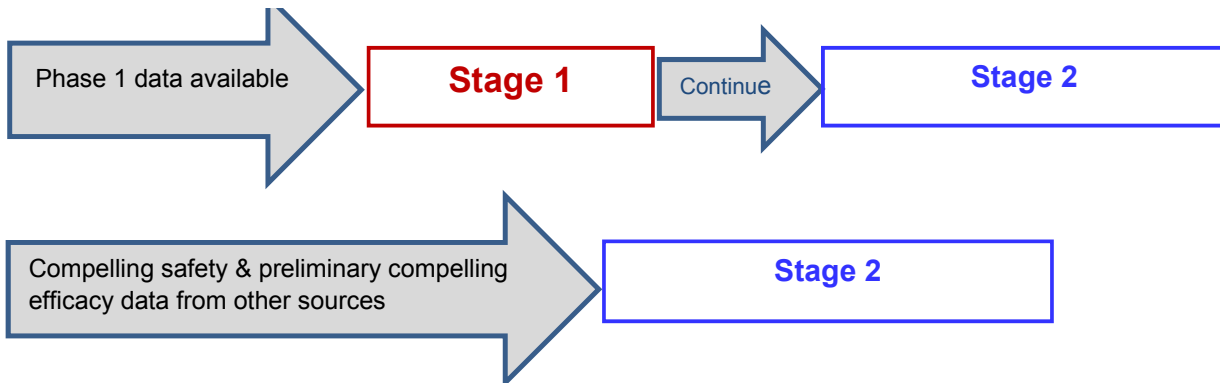 Phase 1 data available
Stage 1
Continue
Stage 2
Compelling safety & preliminary compelling
efficacy data from other sources
Stage 2